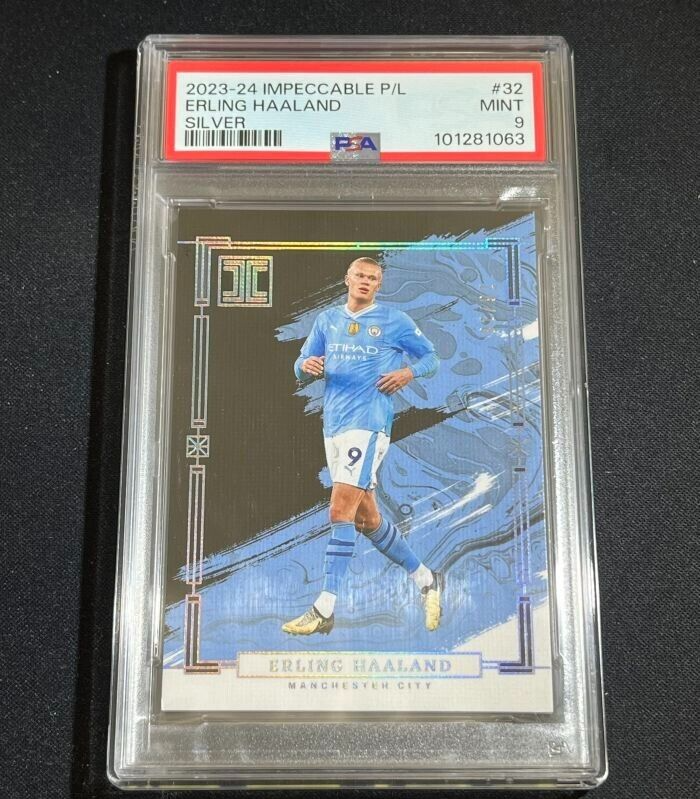 2023-24 IMPECCABLE P/L #32
ERLING HAALAND MINT
SILVER 9
PSA 101281063
ETIHAD
AIRWAYS
9
ERLING HAALAND
MANCHESTER CITY